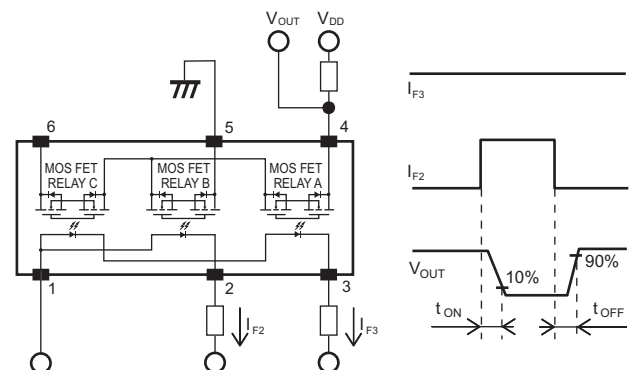 VOUT VDD
6 5 4
MOS FET
RELAY C
MOS FET
RELAY B
MOS FET
RELAY A
1 2 3
IF2 IF3
IF3
IF2
VOUT
10%
90%
tON tOFF